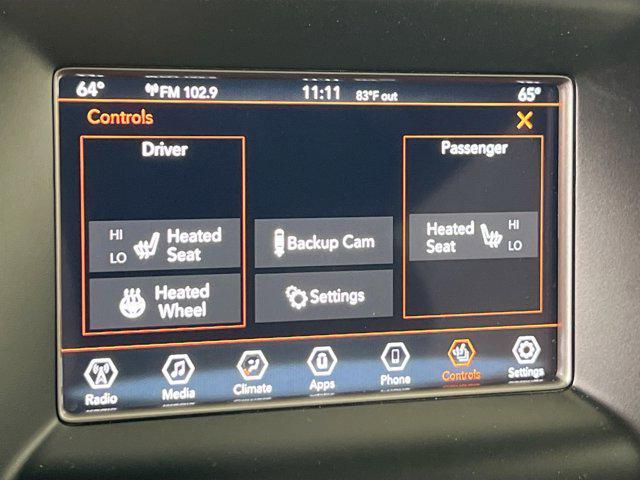 64° FM 102.9 11:11 83°F out 65°
Controls
Driver
Passenger
HI
LO
Heated
Seat
Backup Cam
Heated
Seat
HI
LO
Heated
Wheel
Settings
Radio Media Climate Apps Phone Controls Settings